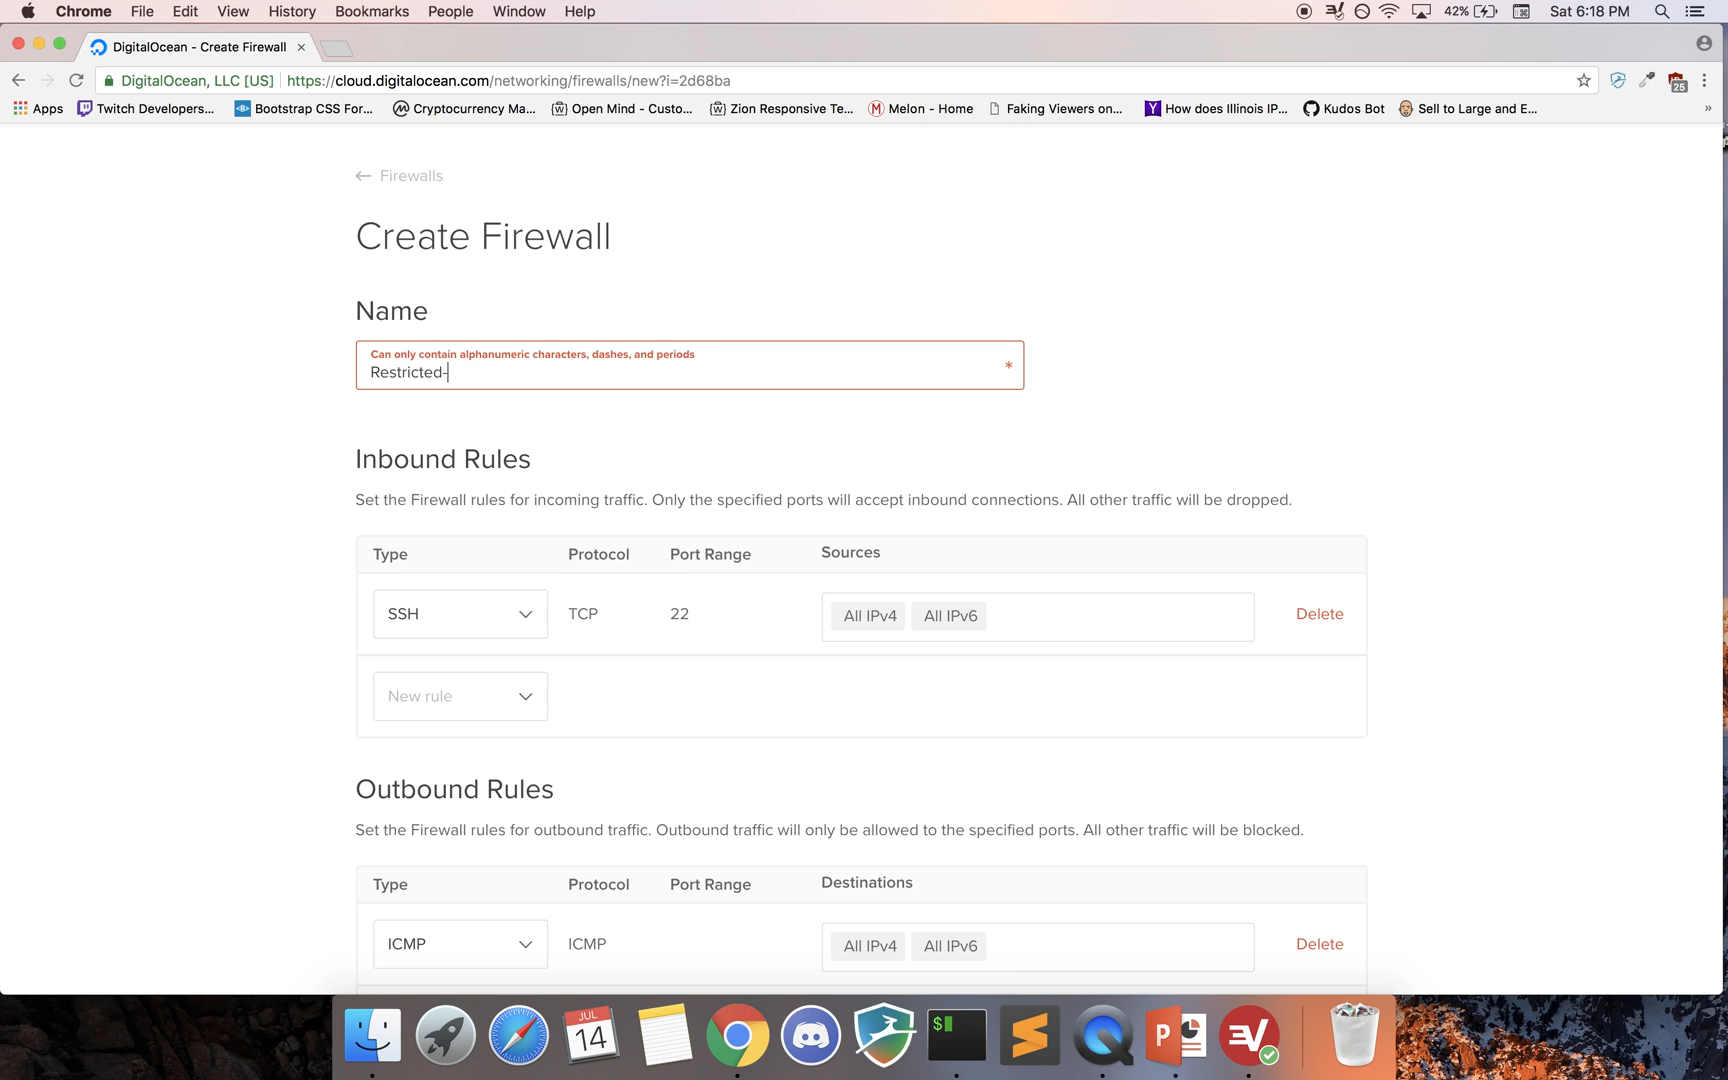 Chrome File Edit View History Bookmarks People Window Help 42% Sat 6:18 PM
DigitalOcean - Create Firewall
DigitalOcean, LLC [US] https://cloud.digitalocean.com/networking/firewalls/new?i=2d68ba 25
Apps Twitch Developers... Bootstrap CSS For... Cryptocurrency Ma... Open Mind - Custo... Zion Responsive Te... Melon - Home Faking Viewers on... How does Illinois IP... Kudos Bot Sell to Large and E... »
← Firewalls
Create Firewall
Name
Can only contain alphanumeric characters, dashes, and periods
Restricted- *
Inbound Rules
Set the Firewall rules for incoming traffic. Only the specified ports will accept inbound connections. All other traffic will be dropped.
Type Protocol Port Range Sources
SSH TCP 22 All IPv4 All IPv6 Delete
New rule
Outbound Rules
Set the Firewall rules for outbound traffic. Outbound traffic will only be allowed to the specified ports. All other traffic will be blocked.
Type Protocol Port Range Destinations
ICMP ICMP All IPv4 All IPv6 Delete
JUL
14
$
P